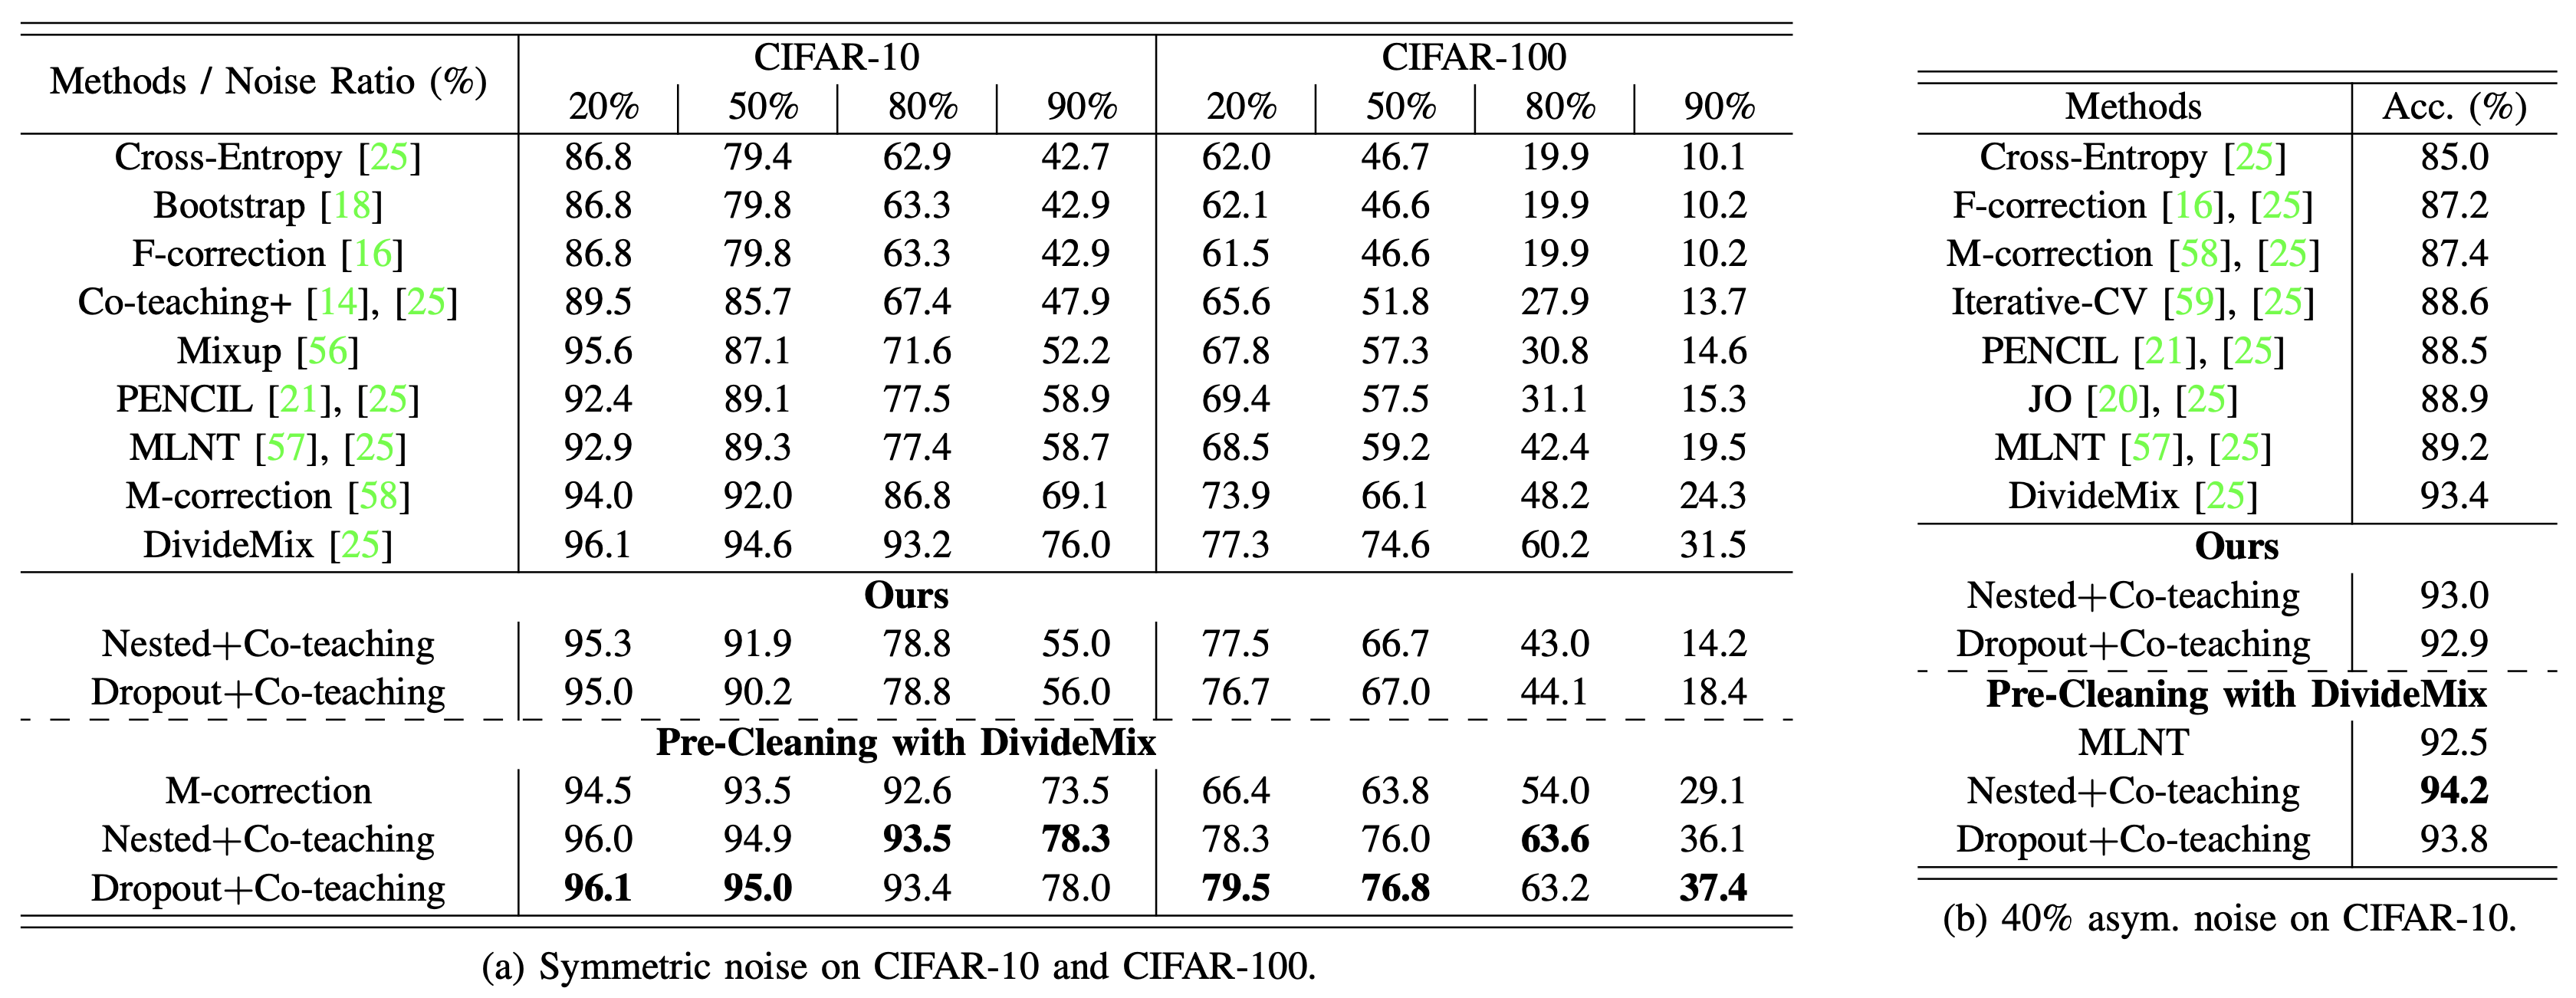 Methods / Noise Ratio (%) CIFAR-10 CIFAR-100
20% 50% 80% 90% 20% 50% 80% 90%
Cross-Entropy [25] 86.8 79.4 62.9 42.7 62.0 46.7 19.9 10.1
Bootstrap [18] 86.8 79.8 63.3 42.9 62.1 46.6 19.9 10.2
F-correction [16] 86.8 79.8 63.3 42.9 61.5 46.6 19.9 10.2
Co-teaching+ [14], [25] 89.5 85.7 67.4 47.9 65.6 51.8 27.9 13.7
Mixup [56] 95.6 87.1 71.6 52.2 67.8 57.3 30.8 14.6
PENCIL [21], [25] 92.4 89.1 77.5 58.9 69.4 57.5 31.1 15.3
MLNT [57], [25] 92.9 89.3 77.4 58.7 68.5 59.2 42.4 19.5
M-correction [58] 94.0 92.0 86.8 69.1 73.9 66.1 48.2 24.3
DivideMix [25] 96.1 94.6 93.2 76.0 77.3 74.6 60.2 31.5
Ours
Nested+Co-teaching 95.3 91.9 78.8 55.0 77.5 66.7 43.0 14.2
Dropout+Co-teaching 95.0 90.2 78.8 56.0 76.7 67.0 44.1 18.4
Pre-Cleaning with DivideMix
M-correction 94.5 93.5 92.6 73.5 66.4 63.8 54.0 29.1
Nested+Co-teaching 96.0 94.9 93.5 78.3 78.3 76.0 63.6 36.1
Dropout+Co-teaching 96.1 95.0 93.4 78.0 79.5 76.8 63.2 37.4
(a) Symmetric noise on CIFAR-10 and CIFAR-100.
Methods Acc. (%)
Cross-Entropy [25] 85.0
F-correction [16], [25] 87.2
M-correction [58], [25] 87.4
Iterative-CV [59], [25] 88.6
PENCIL [21], [25] 88.5
JO [20], [25] 88.9
MLNT [57], [25] 89.2
DivideMix [25] 93.4
Ours
Nested+Co-teaching 93.0
Dropout+Co-teaching 92.9
Pre-Cleaning with DivideMix
MLNT 92.5
Nested+Co-teaching 94.2
Dropout+Co-teaching 93.8
(b) 40% asym. noise on CIFAR-10.